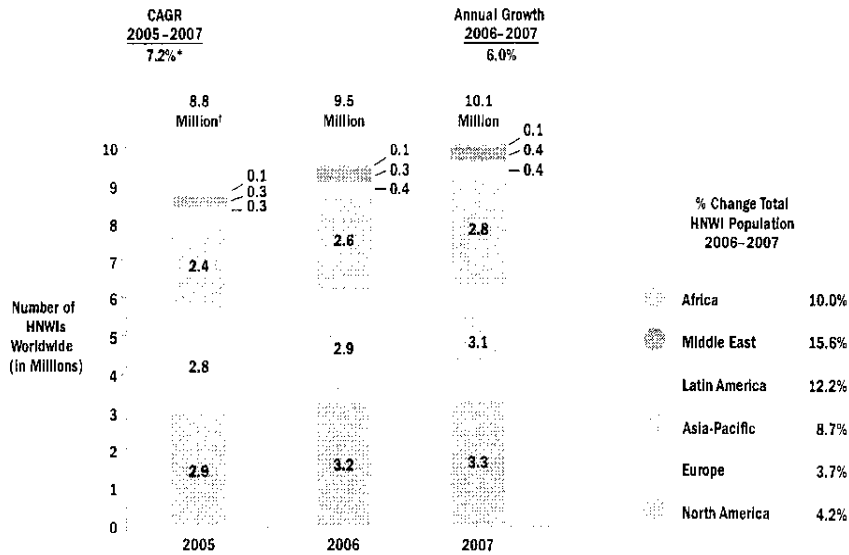 CAGR
2005–2007
7.2%*
Annual Growth
2006–2007
6.0%
8.8
Million†
9.5
Million
10.1
Million
10
9
8
7
6
5
4
3
2
1
0
Number of
HNWIs
Worldwide
(in Millions)
0.1
0.3
0.3
2.4
2.8
2.9
2005
0.1
0.3
0.4
2.6
2.9
3.2
2006
0.1
0.4
0.4
2.8
3.1
3.3
2007
% Change Total
HNWI Population
2006–2007
Africa 10.0%
Middle East 15.6%
Latin America 12.2%
Asia-Pacific 8.7%
Europe 3.7%
North America 4.2%